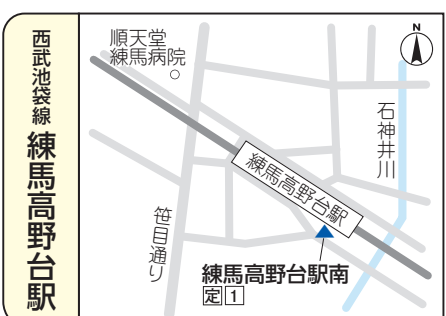 西武池袋線 練馬高野台駅
順天堂
練馬病院
N
石神井川
練馬高野台駅
笹目通り
練馬高野台駅南
定 1